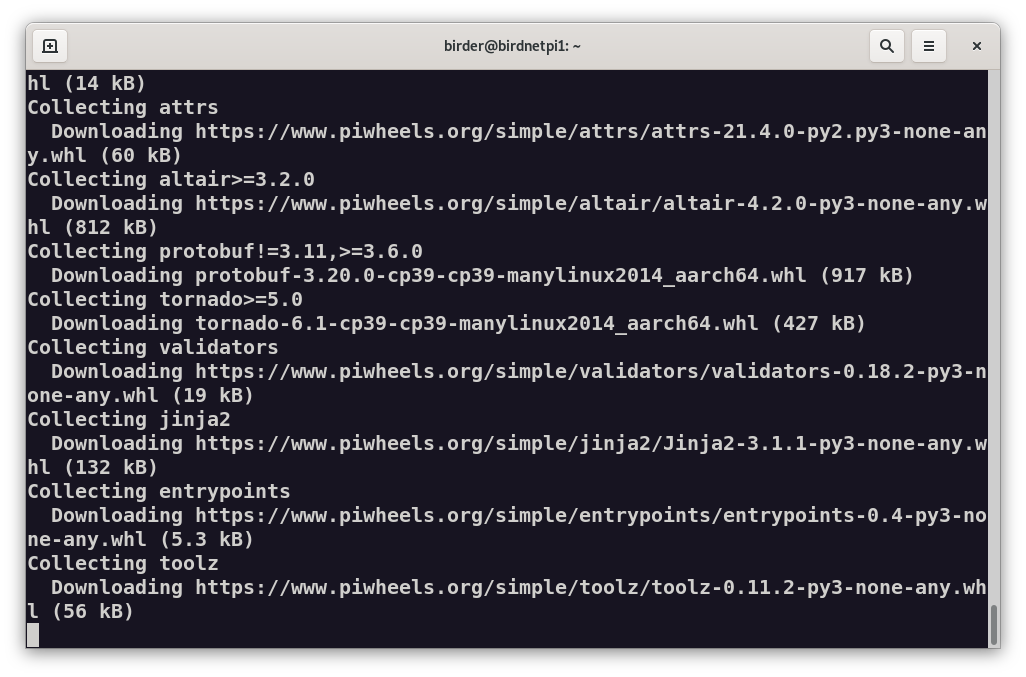 birder@birdnetpi1: ~
hl (14 kB)
Collecting attrs
  Downloading https://www.piwheels.org/simple/attrs/attrs-21.4.0-py2.py3-none-an
y.whl (60 kB)
Collecting altair>=3.2.0
  Downloading https://www.piwheels.org/simple/altair/altair-4.2.0-py3-none-any.w
hl (812 kB)
Collecting protobuf!=3.11,>=3.6.0
  Downloading protobuf-3.20.0-cp39-cp39-manylinux2014_aarch64.whl (917 kB)
Collecting tornado>=5.0
  Downloading tornado-6.1-cp39-cp39-manylinux2014_aarch64.whl (427 kB)
Collecting validators
  Downloading https://www.piwheels.org/simple/validators/validators-0.18.2-py3-n
one-any.whl (19 kB)
Collecting jinja2
  Downloading https://www.piwheels.org/simple/jinja2/Jinja2-3.1.1-py3-none-any.w
hl (132 kB)
Collecting entrypoints
  Downloading https://www.piwheels.org/simple/entrypoints/entrypoints-0.4-py3-no
ne-any.whl (5.3 kB)
Collecting toolz
  Downloading https://www.piwheels.org/simple/toolz/toolz-0.11.2-py3-none-any.wh
l (56 kB)